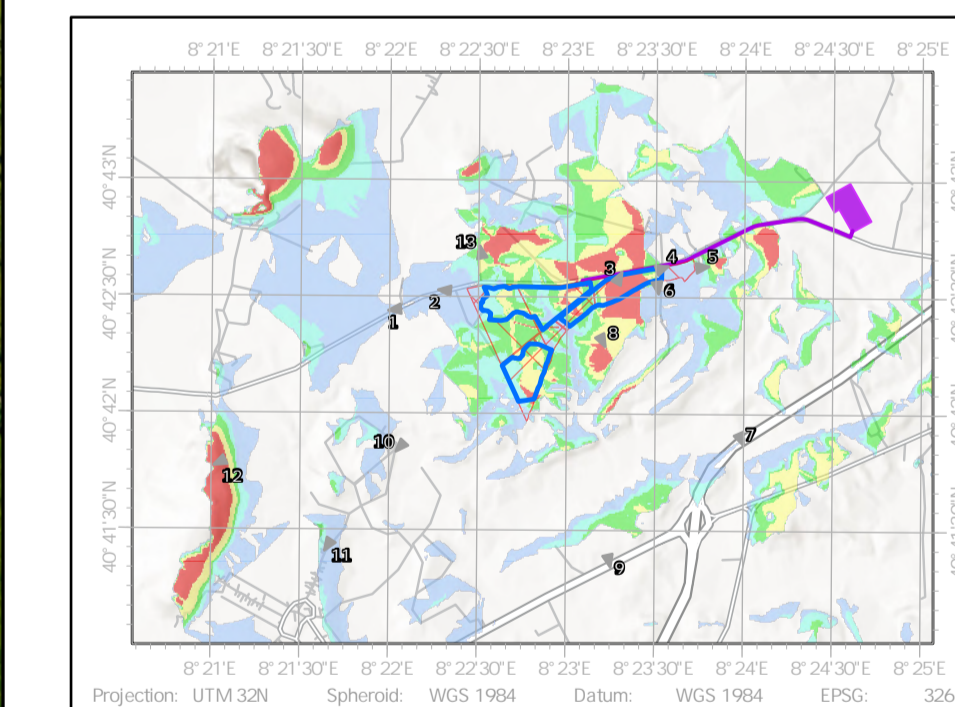 8° 21'E 8° 21'30"E 8° 22'E 8° 22'30"E 8° 23'E 8° 23'30"E 8° 24'E 8° 24'30"E 8° 25'E
40° 43'N
13
3 4 5
40° 42'30"N
2 6
1
8
40° 42'N
10 7
12
40° 41'30"N
11
9
8° 21'E 8° 21'30"E 8° 22'E 8° 22'30"E 8° 23'E 8° 23'30"E 8° 24'E 8° 24'30"E 8° 25'E
Projection: UTM 32N Spheroid: WGS 1984 Datum: WGS 1984 EPSG: 326